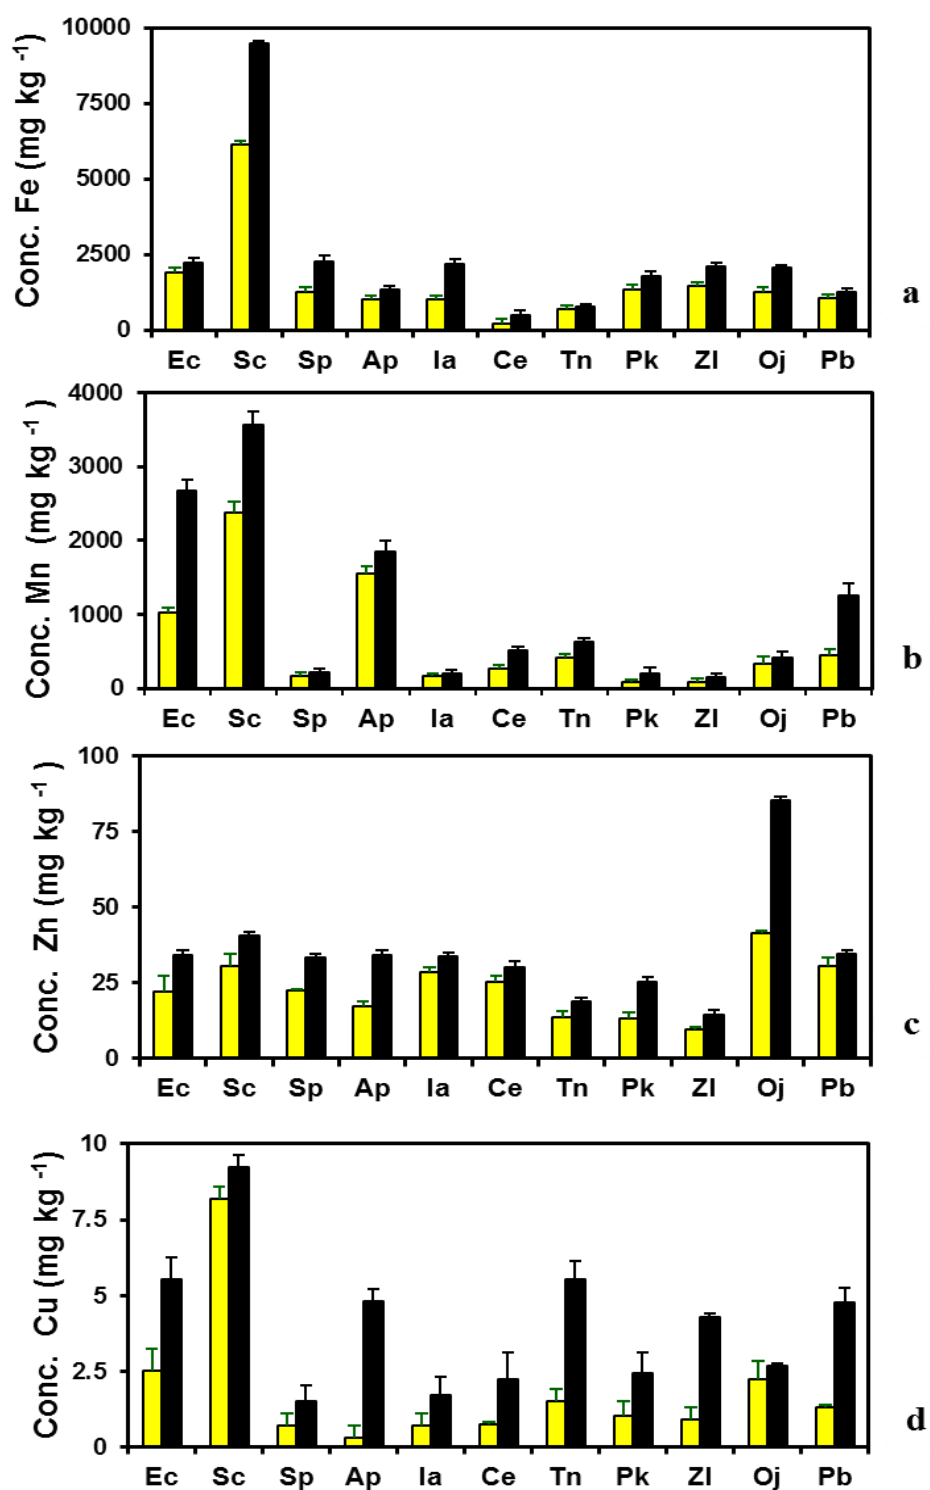 10000
7500
5000
2500
0
Conc. Fe (mg kg -1)
Ec Sc Sp Ap Ia Ce Tn Pk Zl Oj Pb
a
4000
3000
2000
1000
0
Conc. Mn (mg kg -1 )
Ec Sc Sp Ap Ia Ce Tn Pk Zl Oj Pb
b
100
75
50
25
0
Conc. Zn (mg kg -1 )
Ec Sc Sp Ap Ia Ce Tn Pk Zl Oj Pb
c
10
7.5
5
2.5
0
Conc. Cu (mg kg -1)
Ec Sc Sp Ap Ia Ce Tn Pk Zl Oj Pb
d